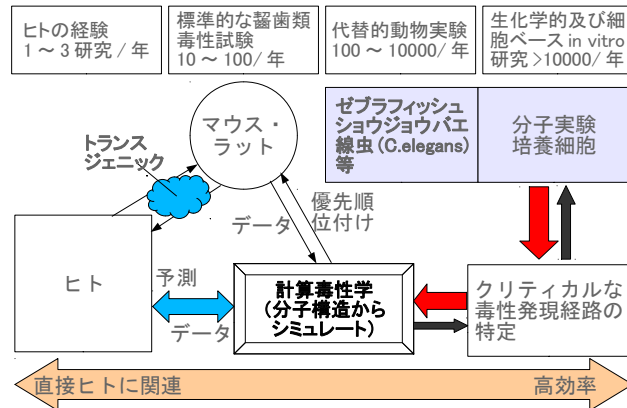 ヒトの経験
1~3研究/年
標準的な齧歯類
毒性試験
10~100/年
代替的動物実験
100~10000/年
生化学的及び細
胞ベースin vitro
研究>10000/年
トランス
ジェニック
マウス・
ラット
ゼブラフィッシュ
ショウジョウバエ
線虫(C.elegans)
等
分子実験
培養細胞
データ
優先順
位付け
ヒト
予測
データ
計算毒性学
(分子構造から
シミュレート)
クリティカルな
毒性発現経路の
特定
直接ヒトに関連
高効率